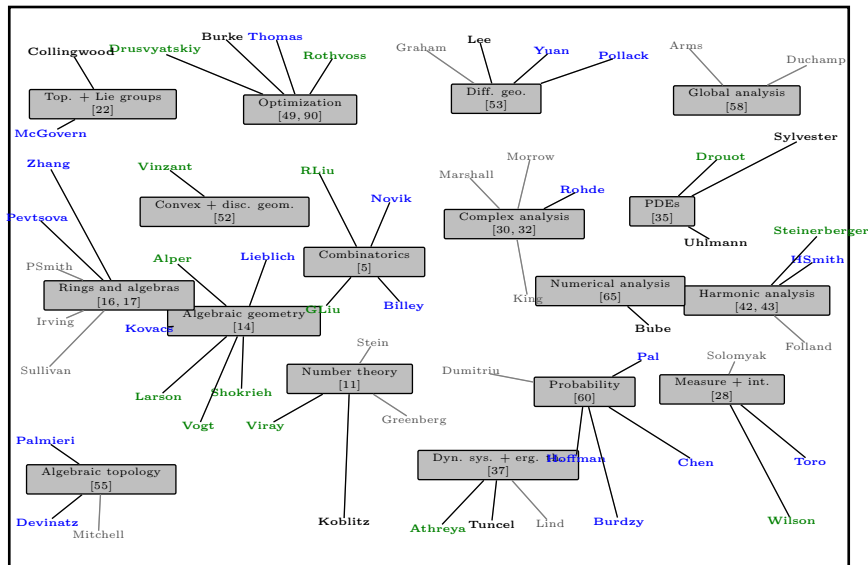 Collingwood
Drusvyatskiy
Burke
Thomas
Rothvoss
Graham
Lee
Yuan
Pollack
Arms
Duchamp
Top. + Lie groups
[22]
Optimization
[49, 90]
Diff. geo.
[53]
Global analysis
[58]
McGovern
Sylvester
Zhang
Vinzant
RLiu
Marshall
Morrow
Rohde
Drouot
Pevtsova
Convex + disc. geom.
[52]
Novik
Complex analysis
[30, 32]
PDEs
[35]
Uhlmann
Steinerberger
PSmith
Alper
Lieblich
Combinatorics
[5]
HSmith
Rings and algebras
[16, 17]
Numerical analysis
[65]
Harmonic analysis
[42, 43]
Irving
Kovacs
Algebraic geometry
[14]
GLiu
Billey
King
Bube
Folland
Sullivan
Stein
Pal
Solomyak
Number theory
[11]
Dumitriu
Probability
[60]
Measure + int.
[28]
Larson
Shokrieh
Vogt
Viray
Greenberg
Palmieri
Algebraic topology
[55]
Dyn. sys. + erg.
[37]
Hoffman
Chen
Toro
Devinatz
Mitchell
Koblitz
Athreya
Tuncel
Lind
Burdzy
Wilson